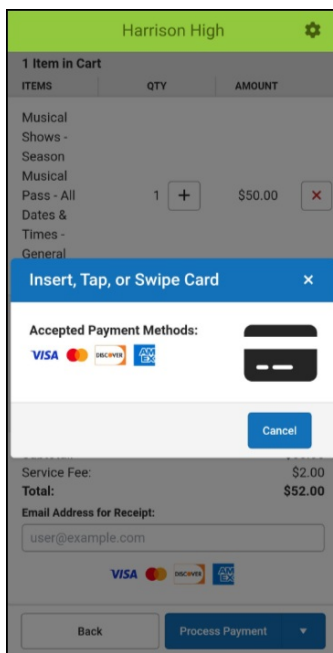 Harrison High
1 Item in Cart
ITEMS QTY AMOUNT
Musical
Shows -
Season
Musical
Pass - All 1 + $50.00 ×
Dates &
Times -
General
Insert, Tap, or Swipe Card ×
Accepted Payment Methods:
VISA DISCOVER AM EX
Cancel
Service Fee: $2.00
Total: $52.00
Email Address for Receipt:
user@example.com
VISA DISCOVER AM EX
Back Process Payment